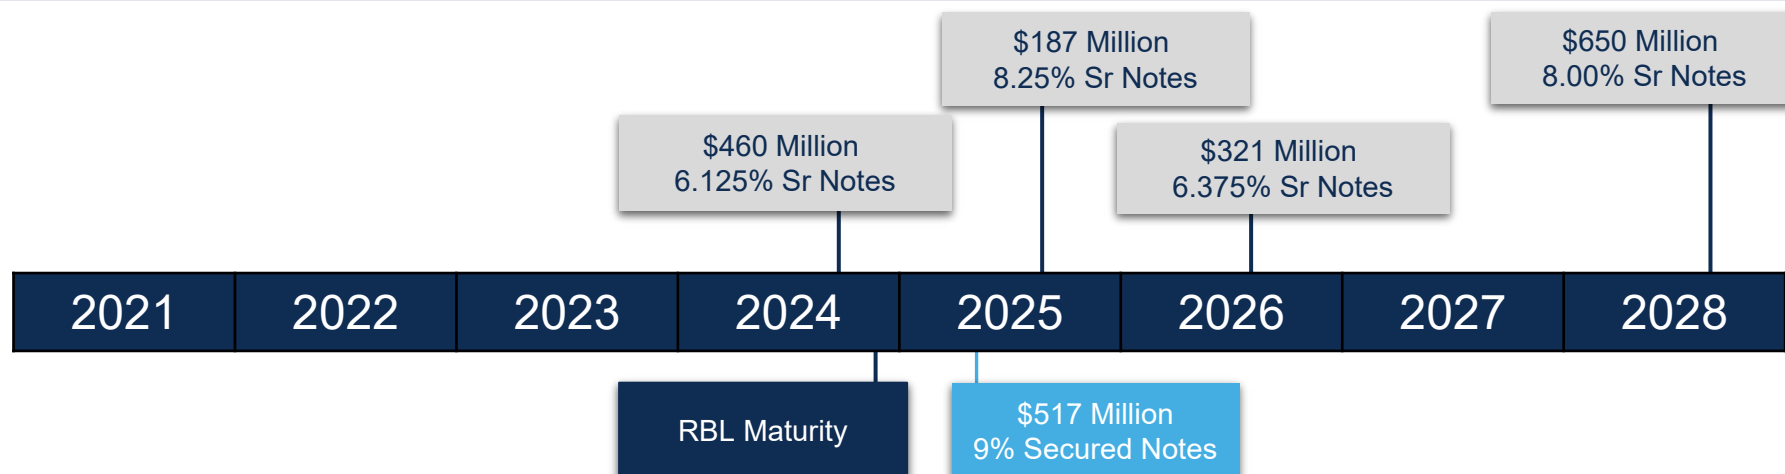 $187 Million
8.25% Sr Notes
$650 Million
8.00% Sr Notes
$460 Million
6.125% Sr Notes
$321 Million
6.375% Sr Notes
2021 2022 2023 2024 2025 2026 2027 2028
RBL Maturity
$517 Million
9% Secured Notes